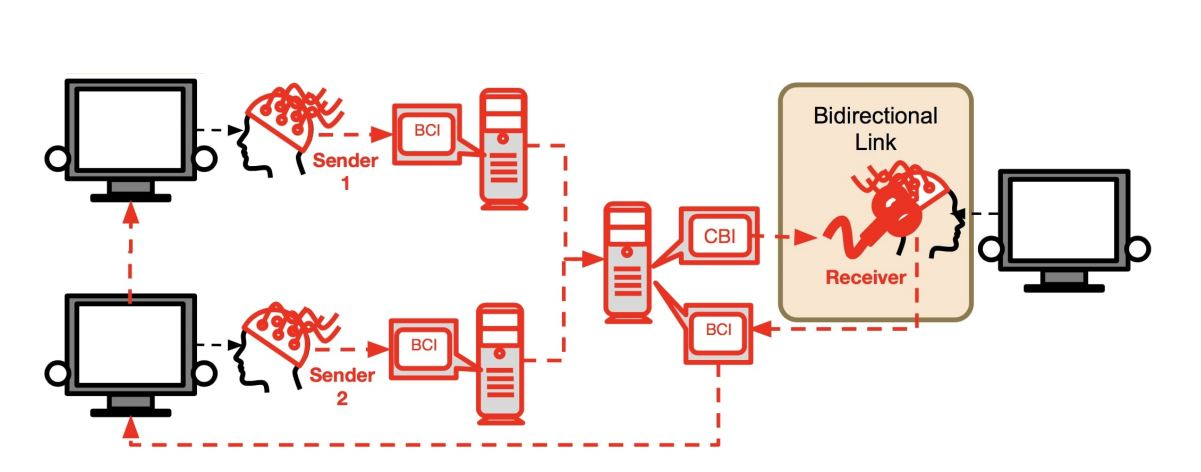 BCI
Sender
1
Bidirectional
Link
CBI
Receiver
BCI
BCI
Sender
2